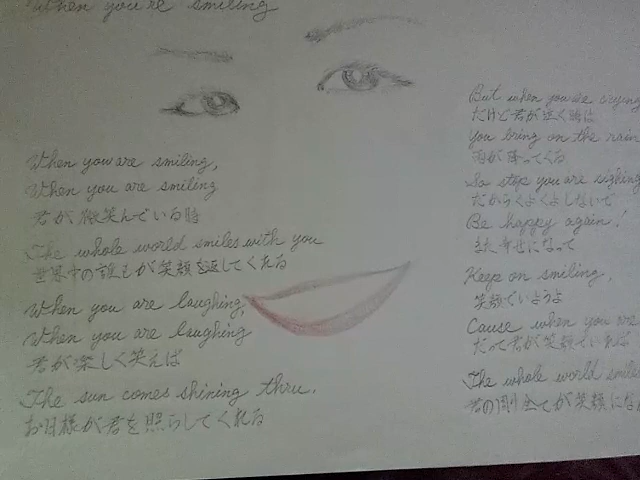 When you're smiling
When you are smiling,
When you are smiling
君が微笑んでいる時
The whole world smiles with you
世界中の誰もが笑顔を返してくれる
When you are laughing,
When you are laughing
君が楽しく笑えば
The sun comes shining thru.
お日様が君を照らしてくれる
But when you are crying
だけど君が泣く時は
You bring on the rain
雨が降ってくる
So stop you are sighing
だからくよくよしないで
Be happy again!
また幸せになって
Keep on smiling,
笑顔でいようよ
Cause when you are
だって君が笑顔でいれば
The whole world smiles
君の周全てが笑顔にな